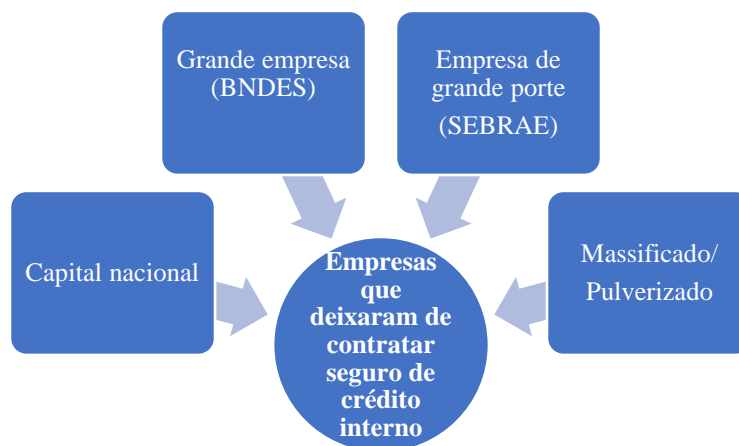 Grande empresa
(BNDES)
Empresa de
grande porte
(SEBRAE)
Capital nacional
Massificado/
Pulverizado
Empresas
que
deixaram de
contratar
seguro de
crédito
interno